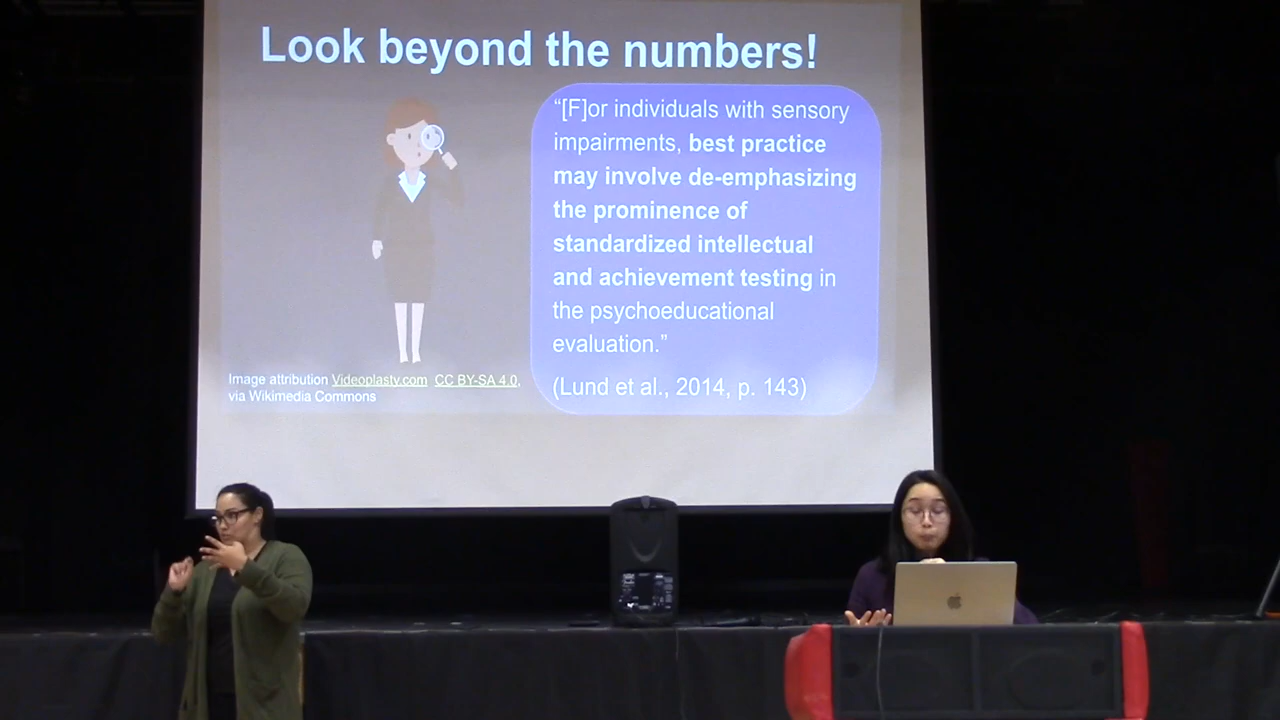 Look beyond the numbers!
“[F]or individuals with sensory
impairments, best practice
may involve de-emphasizing
the prominence of
standardized intellectual
and achievement testing in
the psychoeducational
evaluation.”
(Lund et al., 2014, p. 143)
Image attribution Videoplasty.com CC BY-SA 4.0,
via Wikimedia Commons